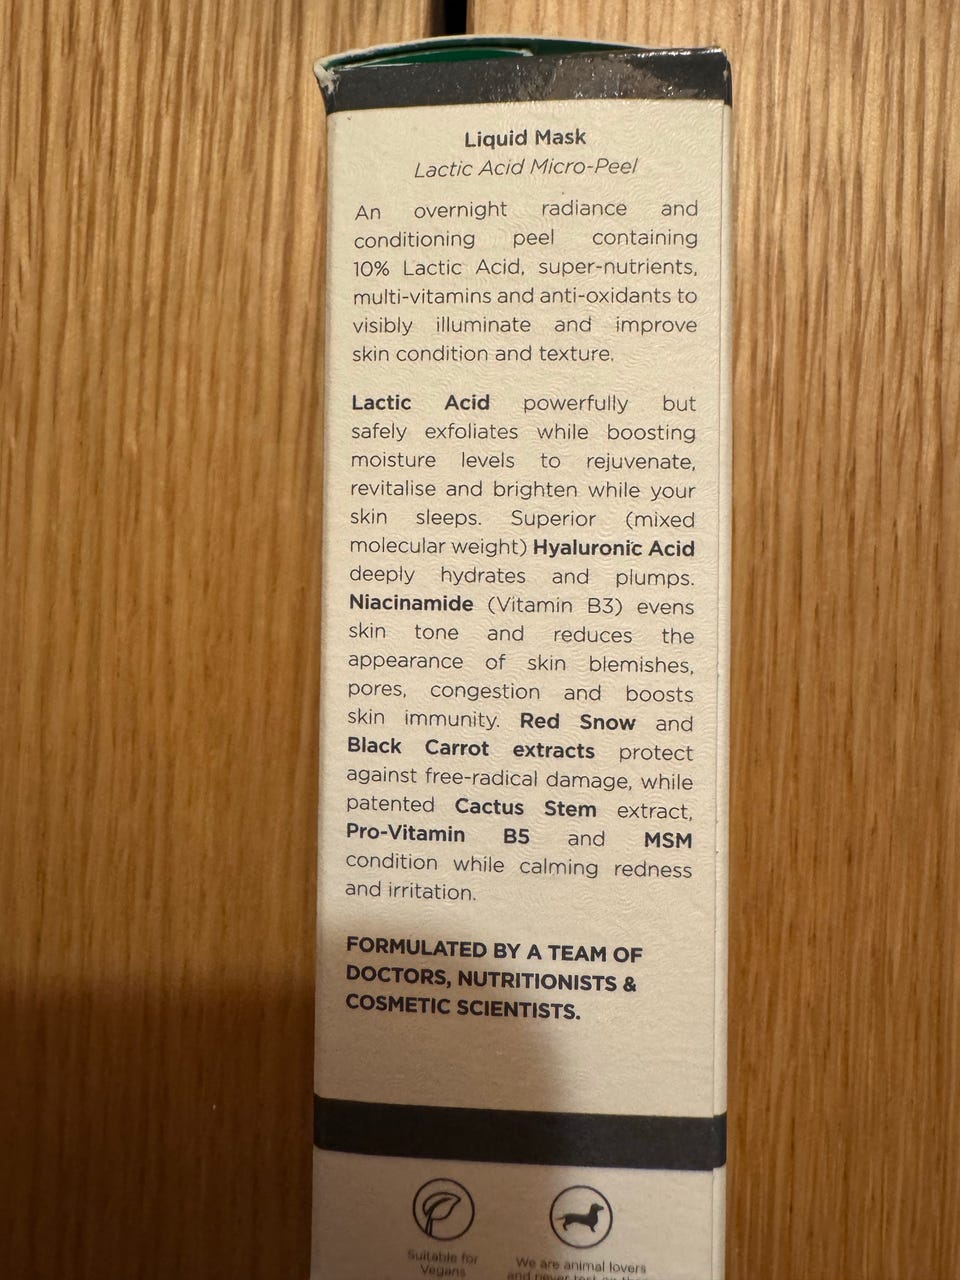 Liquid Mask
Lactic Acid Micro-Peel
An overnight radiance and
conditioning peel containing
10% Lactic Acid, super-nutrients,
multi-vitamins and anti-oxidants to
visibly illuminate and improve
skin condition and texture.
Lactic Acid powerfully but
safely exfoliates while boosting
moisture levels to rejuvenate,
revitalise and brighten while your
skin sleeps. Superior (mixed
molecular weight) Hyaluronic Acid
deeply hydrates and plumps.
Niacinamide (Vitamin B3) evens
skin tone and reduces the
appearance of skin blemishes,
pores, congestion and boosts
skin immunity. Red Snow and
Black Carrot extracts protect
against free-radical damage, while
patented Cactus Stem extract,
Pro-Vitamin B5 and MSM
condition while calming redness
and irritation.
FORMULATED BY A TEAM OF
DOCTORS, NUTRITIONISTS &
COSMETIC SCIENTISTS.
Suitable for
Vegans
We are animal lovers
and never test on